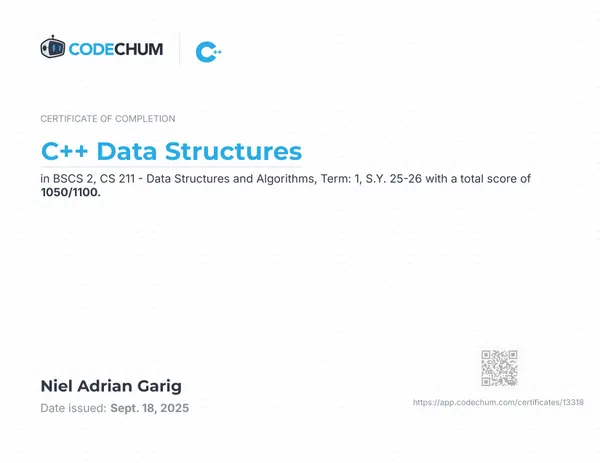 CODECHUM
C++
CERTIFICATE OF COMPLETION
C++ Data Structures
in BSCS 2, CS 211 - Data Structures and Algorithms, Term: 1, S.Y. 25-26 with a total score of
1050/1100.
Niel Adrian Garig
Date issued: Sept. 18, 2025
https://app.codechum.com/certificates/13318